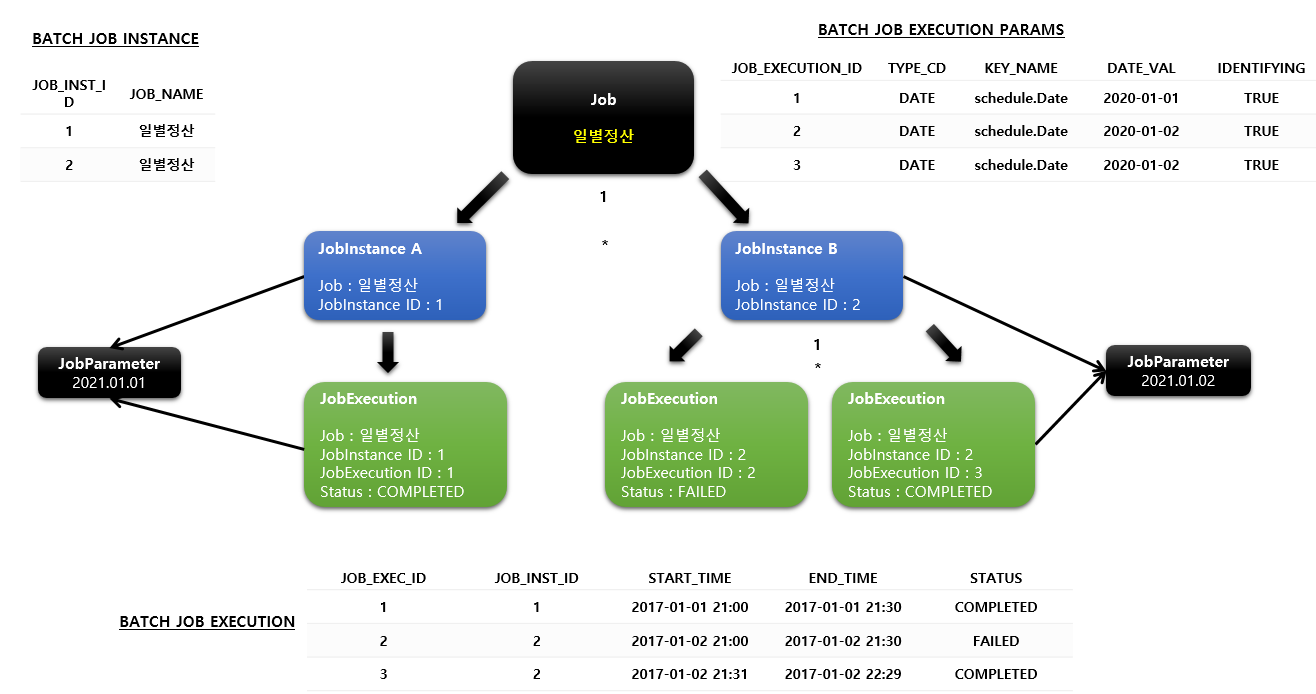 BATCH JOB INSTANCE
JOB_INST_I
D
JOB_NAME
1 일별정산
2 일별정산
BATCH JOB EXECUTION PARAMS
JOB_EXECUTION_ID TYPE_CD KEY_NAME DATE_VAL IDENTIFYING
1 DATE schedule.Date 2020-01-01 TRUE
2 DATE schedule.Date 2020-01-02 TRUE
3 DATE schedule.Date 2020-01-02 TRUE
Job
일별정산
1
*
JobInstance A
Job : 일별정산
JobInstance ID : 1
JobInstance B
Job : 일별정산
JobInstance ID : 2
1
*
JobParameter
2021.01.01
JobParameter
2021.01.02
JobExecution
Job : 일별정산
JobInstance ID : 1
JobExecution ID : 1
Status : COMPLETED
JobExecution
Job : 일별정산
JobInstance ID : 2
JobExecution ID : 2
Status : FAILED
JobExecution
Job : 일별정산
JobInstance ID : 2
JobExecution ID : 3
Status : COMPLETED
BATCH JOB EXECUTION
JOB_EXEC_ID JOB_INST_ID START_TIME END_TIME STATUS
1 1 2017-01-01 21:00 2017-01-01 21:30 COMPLETED
2 2 2017-01-02 21:00 2017-01-02 21:30 FAILED
3 2 2017-01-02 21:31 2017-01-02 22:29 COMPLETED